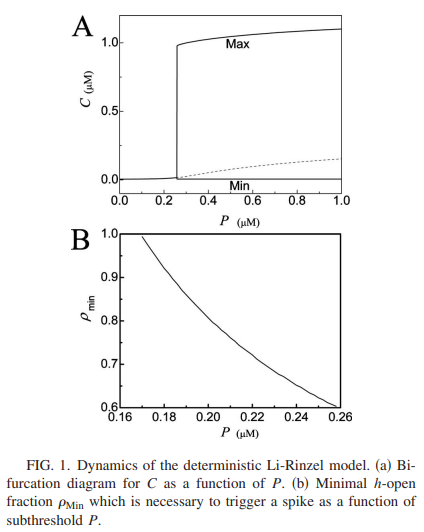 A
1.0
0.5
0.0
C (μM)
Max
Min
0.0 0.2 0.4 0.6 0.8 1.0
P (μM)
B
1.0
0.9
0.8
0.7
0.6
ρ min
0.16 0.18 0.20 0.22 0.24 0.26
P (μM)
FIG. 1. Dynamics of the deterministic Li-Rinzel model. (a) Bi-
furcation diagram for C as a function of P. (b) Minimal h-open
fraction ρMin which is necessary to trigger a spike as a function of
subthreshold P.